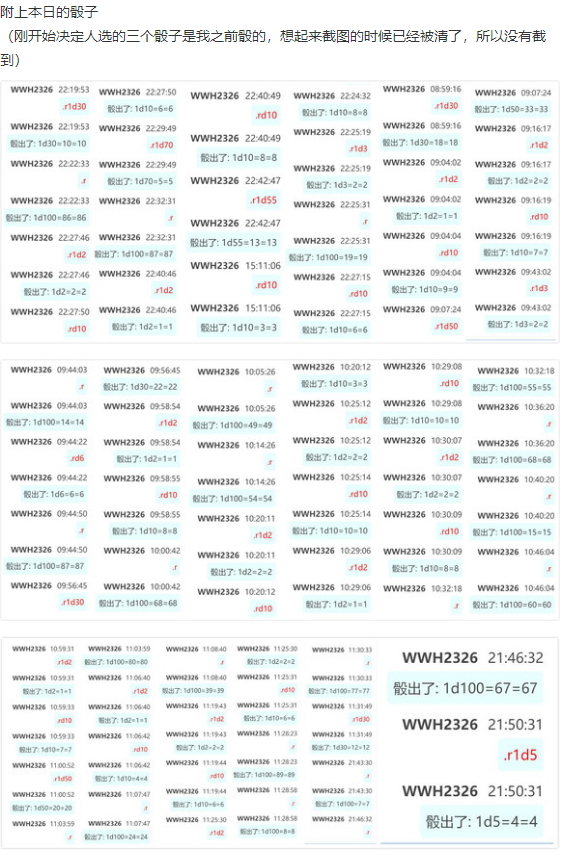 附上本日的骰子
（刚开始决定人选的三个骰子是我之前骰的，想起来截图的时候已经被清了，所以没有截
到）
WWH2326 22:19:53
.r1d30
WWH2326 22:19:53
骰出了: 1d30=10=10
WWH2326 22:22:33
.r
WWH2326 22:22:33
骰出了: 1d100=86=86
WWH2326 22:27:46
.r1d2
WWH2326 22:27:46
骰出了: 1d2=2=2
WWH2326 22:27:50
.rd10
WWH2326 22:27:50
骰出了: 1d10=6=6
WWH2326 22:29:49
.r1d70
WWH2326 22:29:49
骰出了: 1d70=5=5
WWH2326 22:32:31
.r
WWH2326 22:32:31
骰出了: 1d100=87=87
WWH2326 22:40:46
.r1d2
WWH2326 22:40:46
骰出了: 1d2=1=1
WWH2326 22:40:49
.rd10
WWH2326 22:40:49
骰出了: 1d10=8=8
WWH2326 22:42:47
.r1d55
WWH2326 22:42:47
骰出了: 1d55=13=13
WWH2326 15:11:06
.rd10
WWH2326 15:11:06
骰出了: 1d10=3=3
WWH2326 22:24:32
骰出了: 1d10=8=8
WWH2326 22:25:19
.r1d3
WWH2326 22:25:19
骰出了: 1d3=2=2
WWH2326 22:25:31
.r
WWH2326 22:25:31
骰出了: 1d100=19=19
WWH2326 22:27:15
.rd10
WWH2326 22:27:15
骰出了: 1d10=6=6
WWH2326 08:59:16
.r1d30
WWH2326 08:59:16
骰出了: 1d30=18=18
WWH2326 09:04:02
.r1d2
WWH2326 09:04:02
骰出了: 1d2=1=1
WWH2326 09:04:04
.rd10
WWH2326 09:04:04
骰出了: 1d10=9=9
WWH2326 09:07:24
.r1d50
WWH2326 09:07:24
骰出了: 1d50=33=33
WWH2326 09:16:17
.r1d2
WWH2326 09:16:17
骰出了: 1d2=2=2
WWH2326 09:16:19
.rd10
WWH2326 09:16:19
骰出了: 1d10=7=7
WWH2326 09:43:02
.r1d3
WWH2326 09:43:02
骰出了: 1d3=2=2
WWH2326 09:44:03
.r
WWH2326 09:44:03
骰出了: 1d100=14=14
WWH2326 09:44:22
.rd6
WWH2326 09:44:22
骰出了: 1d6=6=6
WWH2326 09:44:50
.r
WWH2326 09:44:50
骰出了: 1d100=87=87
WWH2326 09:56:45
.r1d30
WWH2326 09:56:45
骰出了: 1d30=22=22
WWH2326 09:58:54
.r1d2
WWH2326 09:58:54
骰出了: 1d2=1=1
WWH2326 09:58:55
.rd10
WWH2326 09:58:55
骰出了: 1d10=8=8
WWH2326 10:00:42
.r
WWH2326 10:00:42
骰出了: 1d100=68=68
WWH2326 10:05:26
.r
WWH2326 10:05:26
骰出了: 1d100=49=49
WWH2326 10:14:26
.r
WWH2326 10:14:26
骰出了: 1d100=54=54
WWH2326 10:20:11
.r1d2
WWH2326 10:20:11
骰出了: 1d2=2=2
WWH2326 10:20:12
.rd10
WWH2326 10:20:12
骰出了: 1d10=3=3
WWH2326 10:25:12
.r1d2
WWH2326 10:25:12
骰出了: 1d2=2=2
WWH2326 10:25:14
.rd10
WWH2326 10:25:14
骰出了: 1d10=10=10
WWH2326 10:29:06
.r1d2
WWH2326 10:29:06
骰出了: 1d2=1=1
WWH2326 10:29:08
.rd10
WWH2326 10:29:08
骰出了: 1d10=10=10
WWH2326 10:30:07
.r1d2
WWH2326 10:30:07
骰出了: 1d2=2=2
WWH2326 10:30:09
.rd10
WWH2326 10:30:09
骰出了: 1d10=8=8
WWH2326 10:32:18
.r
WWH2326 10:32:18
骰出了: 1d100=55=55
WWH2326 10:36:20
.r
WWH2326 10:36:20
骰出了: 1d100=68=68
WWH2326 10:40:20
.r
WWH2326 10:40:20
骰出了: 1d100=15=15
WWH2326 10:46:04
.r
WWH2326 10:46:04
骰出了: 1d100=60=60
WWH2326 10:59:31
.r1d2
WWH2326 10:59:31
骰出了: 1d2=1=1
WWH2326 10:59:33
.rd10
WWH2326 10:59:33
骰出了: 1d10=7=7
WWH2326 11:00:52
.r1d50
WWH2326 11:00:52
骰出了: 1d50=20=20
WWH2326 11:03:59
.r
WWH2326 11:03:59
骰出了: 1d100=80=80
WWH2326 11:06:40
.r1d2
WWH2326 11:06:40
骰出了: 1d2=1=1
WWH2326 11:06:42
.rd10
WWH2326 11:06:42
骰出了: 1d10=4=4
WWH2326 11:07:47
.r
WWH2326 11:07:47
骰出了: 1d100=24=24
WWH2326 11:08:40
.r
WWH2326 11:08:40
骰出了: 1d100=39=39
WWH2326 11:19:43
.r1d2
WWH2326 11:19:43
骰出了: 1d2=2=2
WWH2326 11:19:44
.rd10
WWH2326 11:19:44
骰出了: 1d10=6=6
WWH2326 11:25:30
.r1d2
WWH2326 11:25:30
骰出了: 1d2=2=2
WWH2326 11:25:31
.rd10
WWH2326 11:25:31
骰出了: 1d10=6=6
WWH2326 11:28:23
.r
WWH2326 11:28:23
骰出了: 1d100=89=89
WWH2326 11:28:58
.r
WWH2326 11:28:58
骰出了: 1d100=8=8
WWH2326 11:30:33
.r
WWH2326 11:30:33
骰出了: 1d100=77=77
WWH2326 11:31:49
.r1d30
WWH2326 11:31:49
骰出了: 1d30=12=12
WWH2326 21:43:30
.r
WWH2326 21:43:30
骰出了: 1d100=7=7
WWH2326 21:46:32
.r
WWH2326 21:46:32
骰出了: 1d100=67=67
WWH2326 21:50:31
.r1d5
WWH2326 21:50:31
骰出了: 1d5=4=4